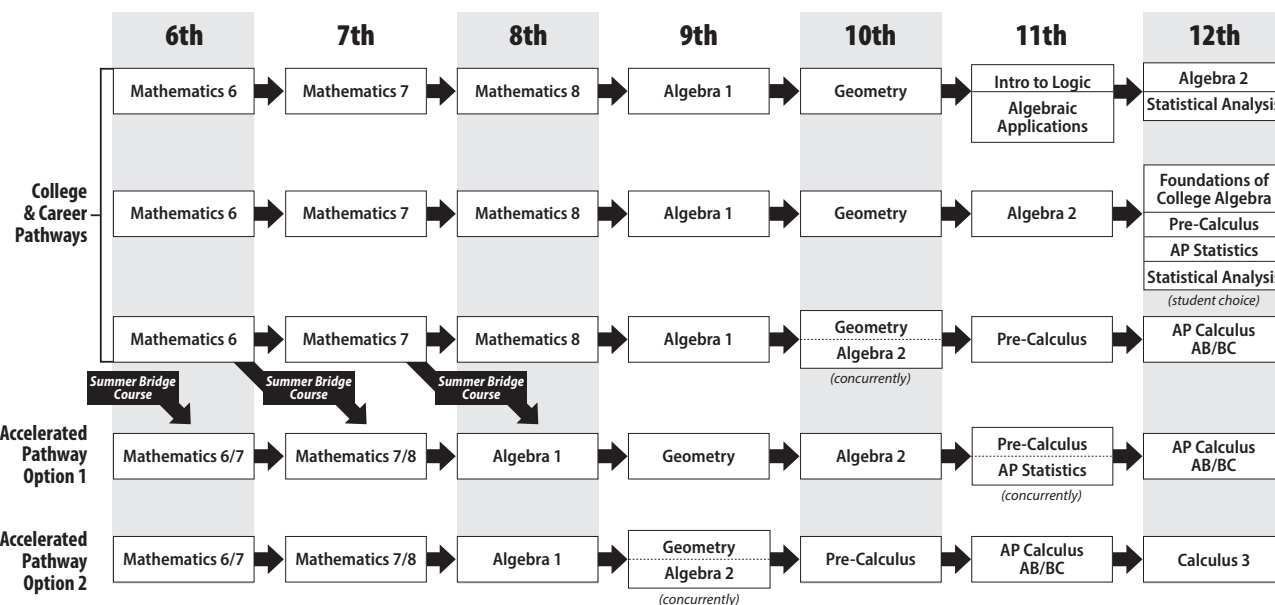 6th
7th
8th
9th
10th
11th
12th
College
& Career
Pathways
Mathematics 6
Mathematics 7
Mathematics 8
Algebra 1
Geometry
Intro to Logic
Algebraic
Applications
Algebra 2
Statistical Analysis
Mathematics 6
Mathematics 7
Mathematics 8
Algebra 1
Geometry
Algebra 2
Foundations of
College Algebra
Pre-Calculus
AP Statistics
Statistical Analysis
(student choice)
Mathematics 6
Mathematics 7
Mathematics 8
Algebra 1
Geometry
Algebra 2
(concurrently)
Pre-Calculus
AP Calculus
AB/BC
Summer Bridge
Course
Summer Bridge
Course
Summer Bridge
Course
Accelerated
Pathway
Option 1
Mathematics 6/7
Mathematics 7/8
Algebra 1
Geometry
Algebra 2
Pre-Calculus
AP Statistics
(concurrently)
AP Calculus
AB/BC
Accelerated
Pathway
Option 2
Mathematics 6/7
Mathematics 7/8
Algebra 1
Geometry
Algebra 2
(concurrently)
Pre-Calculus
AP Calculus
AB/BC
Calculus 3